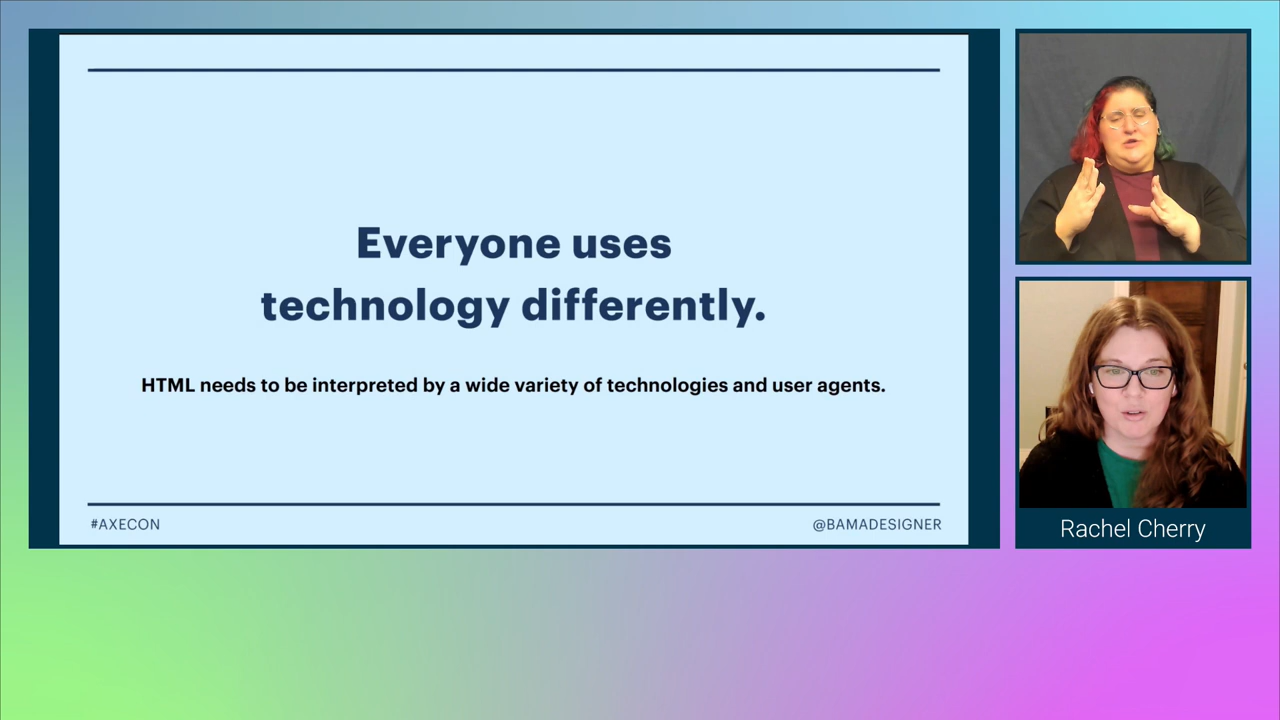 Everyone uses
technology differently.
HTML needs to be interpreted by a wide variety of technologies and user agents.
#AXECON
@BAMADESIGNER
Rachel Cherry